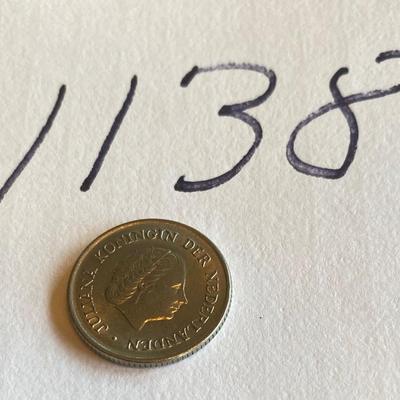 1138
JULIANA KONINGIN DER NEDERLANDEN